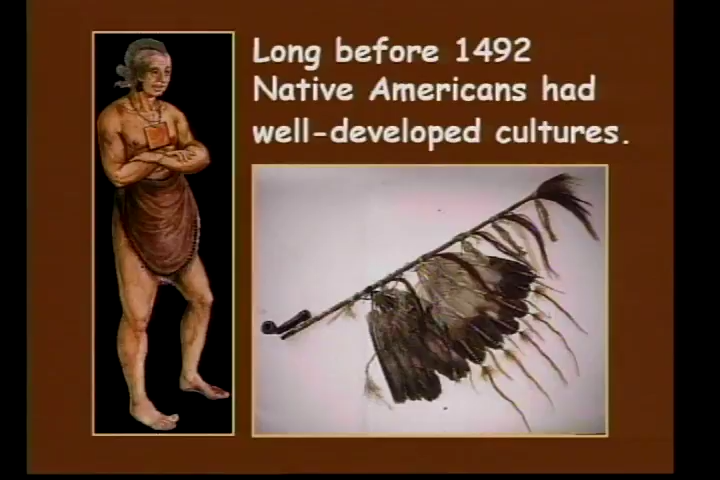 Long before 1492
Native Americans had
well-developed cultures.